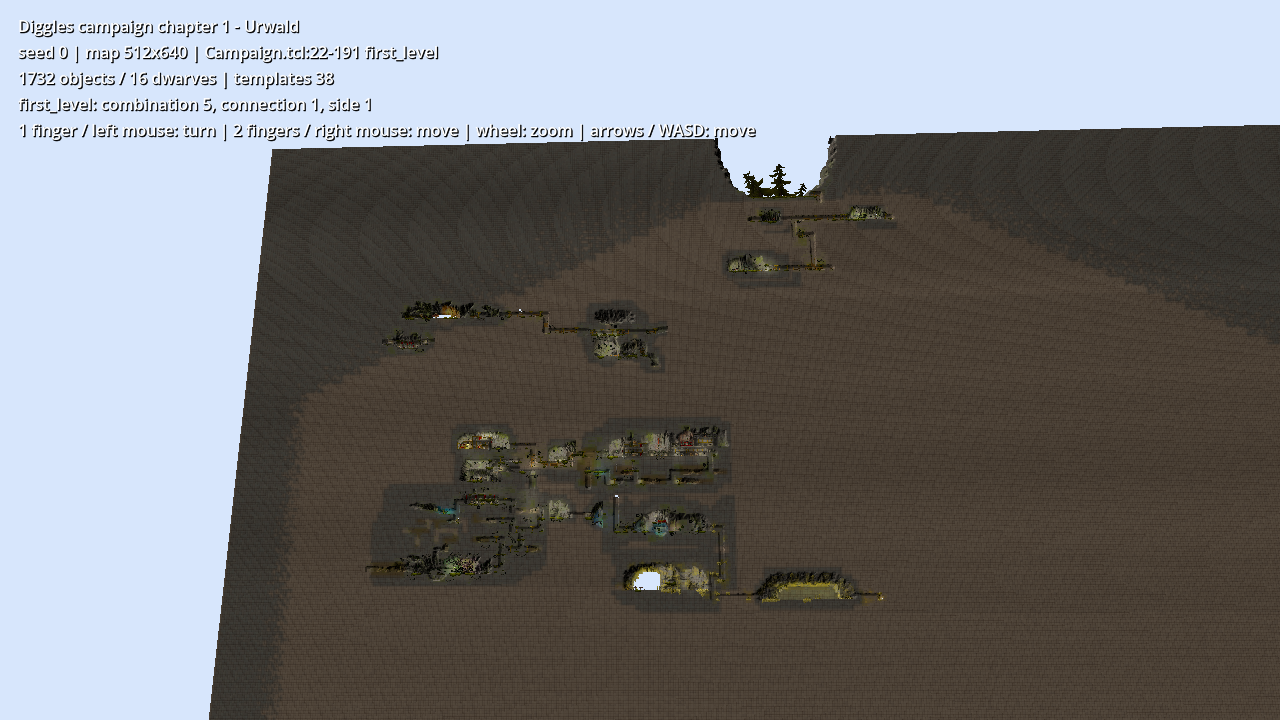 Diggles campaign chapter 1 - Urwald
seed 0 | map 512x640 | Campaign.tcl:22-191 first_level
1732 objects / 16 dwarves | templates 38
first_level: combination 5, connection 1, side 1
1 finger / left mouse: turn | 2 fingers / right mouse: move | wheel: zoom | arrows / WASD: move